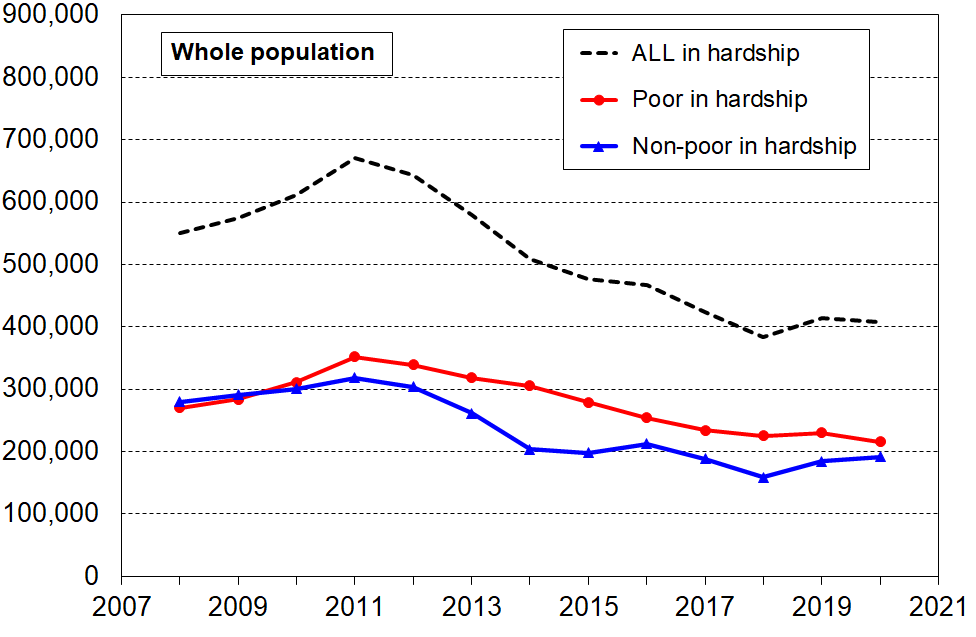 900,000
Whole population
ALL in hardship
800,000
Poor in hardship
700,000
Non-poor in hardship
600,000
500,000
400,000
300,000
200,000
100,000
0
2007 2009 2011 2013 2015 2017 2019 2021